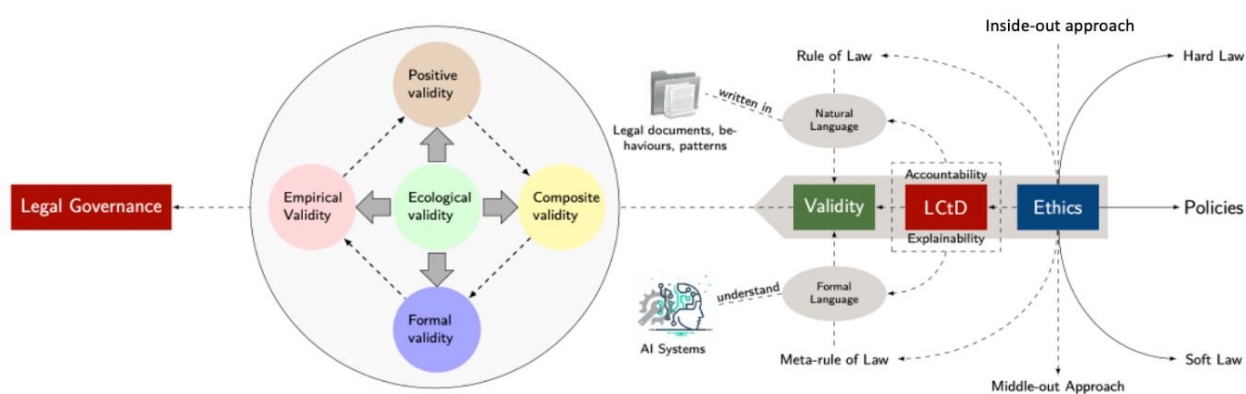 Legal Governance
Positive
validity
Empirical
Validity
Ecological
validity
Composite
validity
Formal
validity
Legal documents, be-
haviours, patterns
written in
Rule of Law
Natural
Language
Validity
Accountability
LCtD
Explainability
Ethics
Inside-out approach
Hard Law
Policies
Soft Law
AI Systems
understand
Formal
Language
Meta-rule of Law
Middle-out Approach